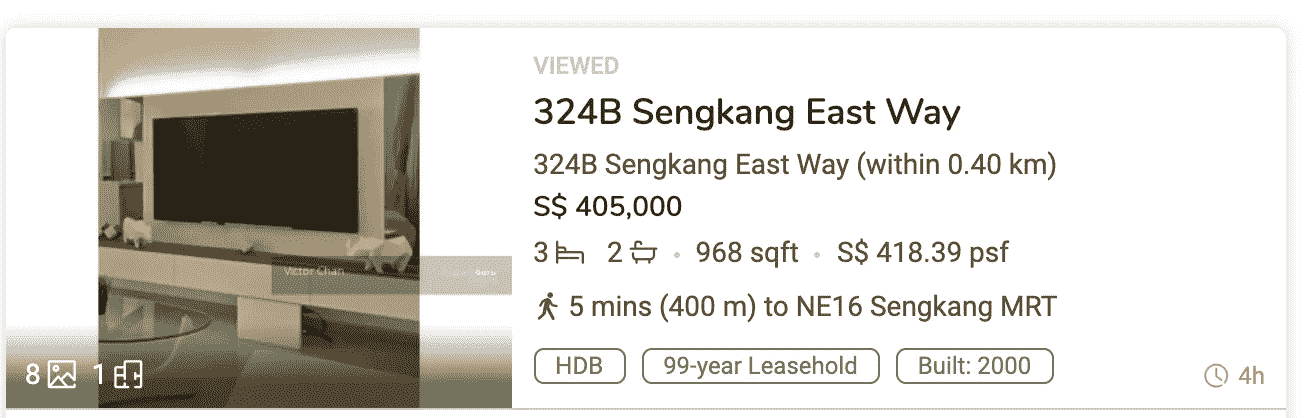 VIEWED
324B Sengkang East Way
324B Sengkang East Way (within 0.40 km)
S$ 405,000
3 2 • 968 sqft • S$ 418.39 psf
5 mins (400 m) to NE16 Sengkang MRT
HDB 99-year Leasehold Built: 2000
Victor Chan
8 1
4h